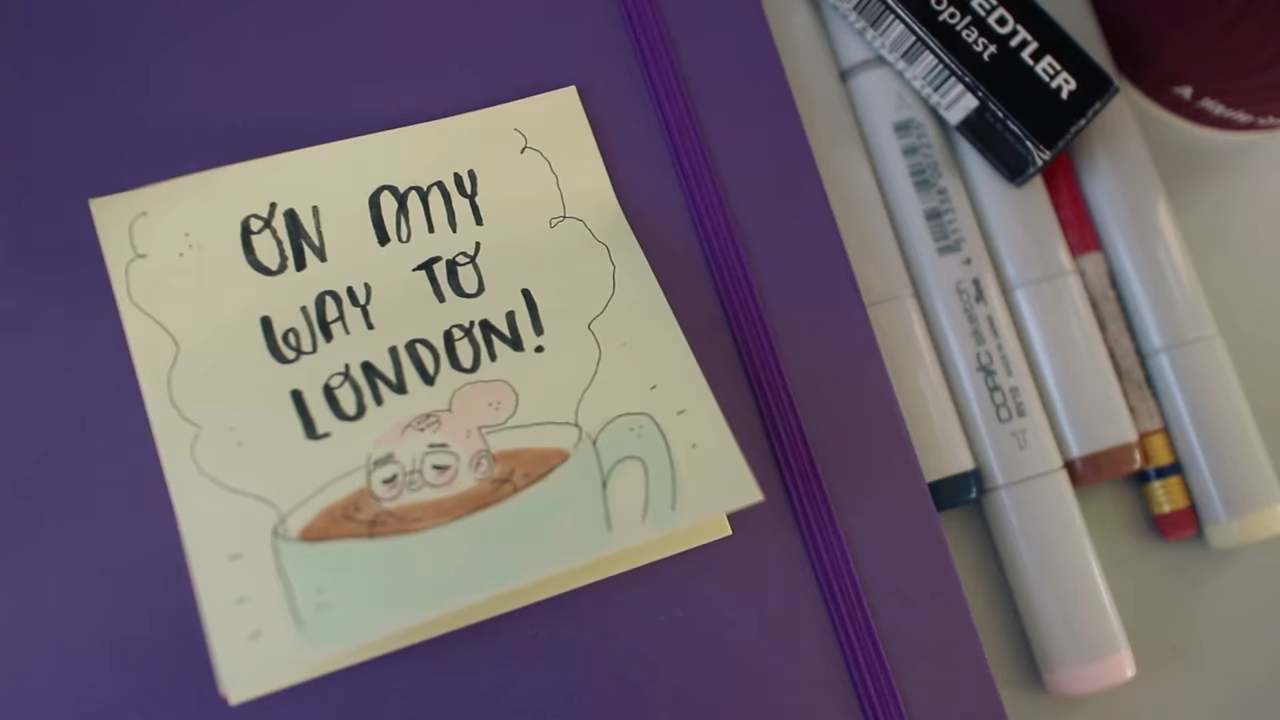 ON MY
WAY TO
LONDON!
EDTLER
oplast
COPIC sketch